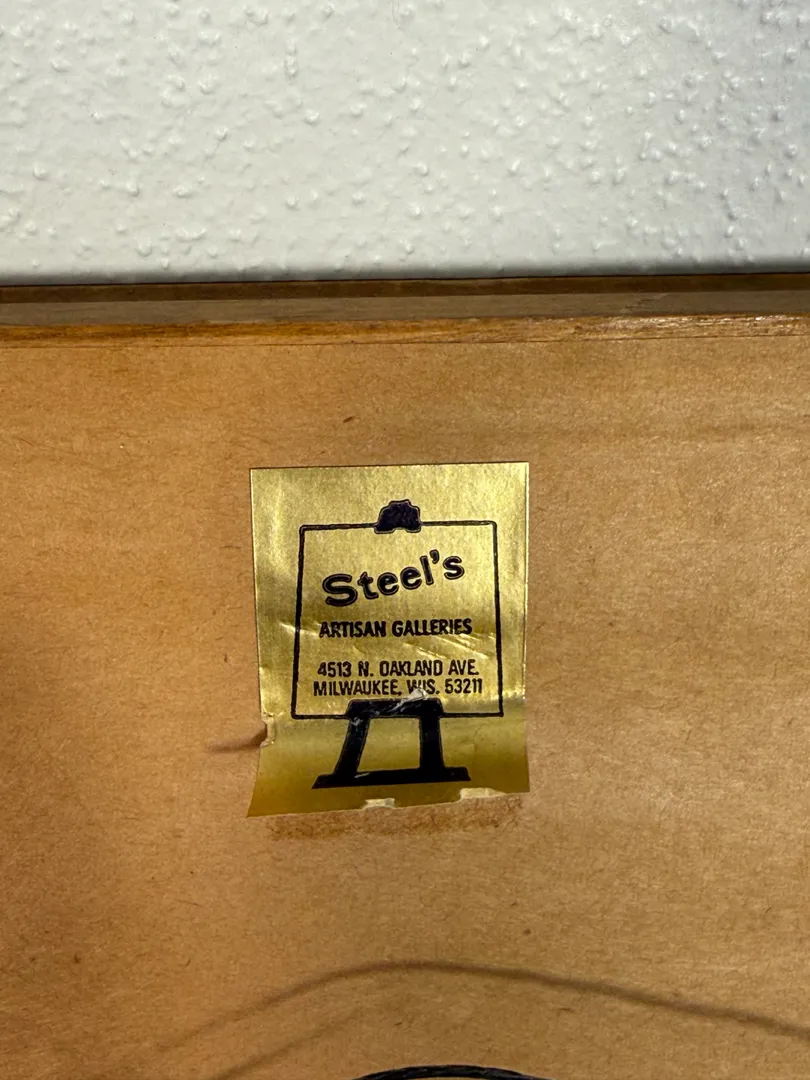 Steel's
ARTISAN GALLERIES
4513 N. OAKLAND AVE.
MILWAUKEE, WIS. 53211